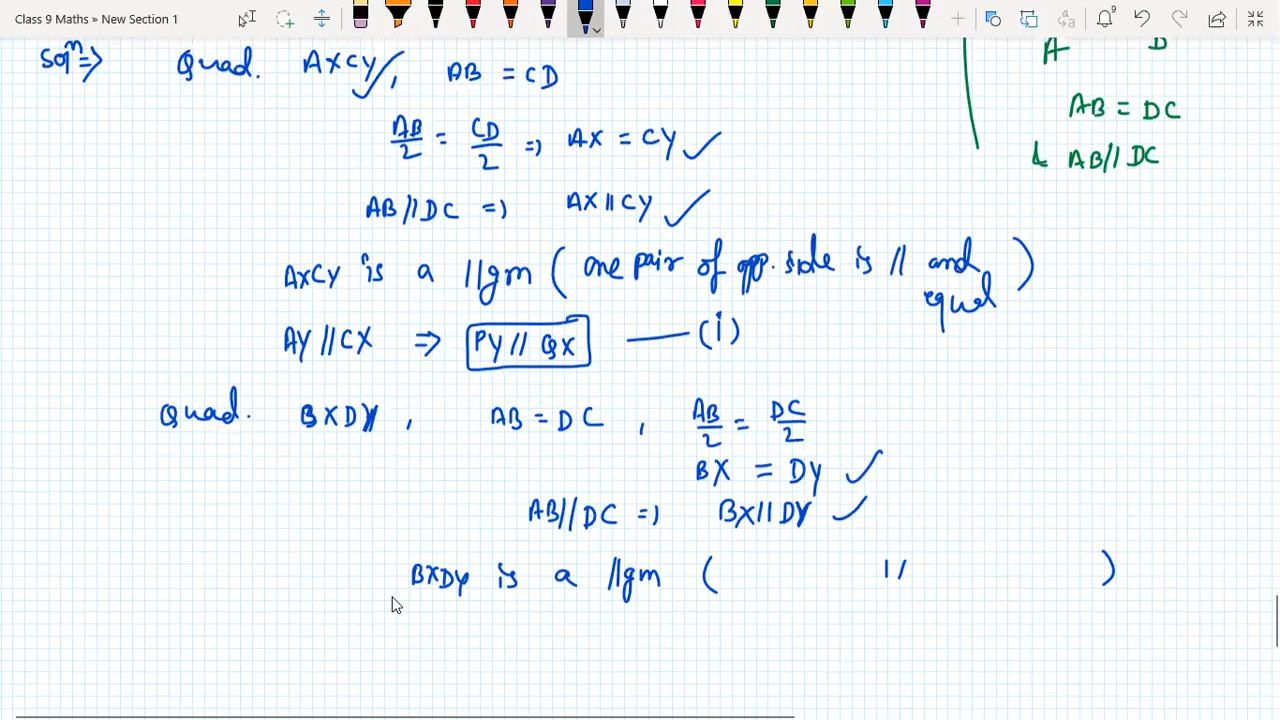 Class 9 Maths » New Section 1
Solⁿ => Quad. AXCY, AB = CD
AB/2 = CD/2 => AX = CY ✓
AB//DC => AX||CY ✓
AXCY is a //gm ( one pair of opp. side is // and equal )
AY//CX => PY// QX —— (i)
Quad. BXDY, AB = DC , AB/2 = DC/2
BX = DY ✓
AB//DC => BX//DY ✓
BXDY is a //gm ( 〃 )
A
AB = DC
& AB// DC